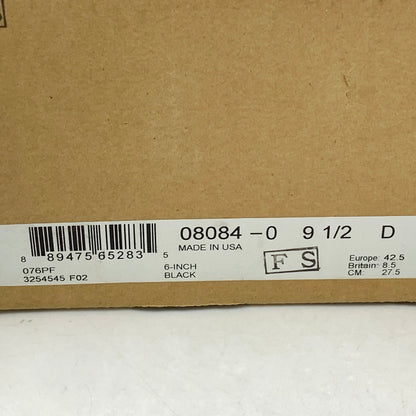 08084-0 9 1/2 D
MADE IN USA
8 89475 65283 5
076PF
3254545 F02
6-INCH
BLACK
F S
Europe: 42.5
Britain: 8.5
CM: 27.5